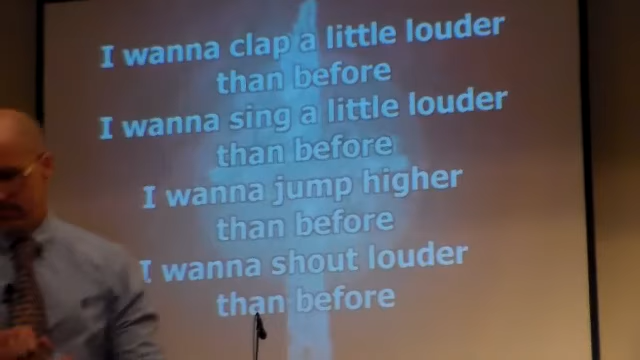 I wanna clap a little louder
than before
I wanna sing a little louder
than before
I wanna jump higher
than before
I wanna shout louder
than before